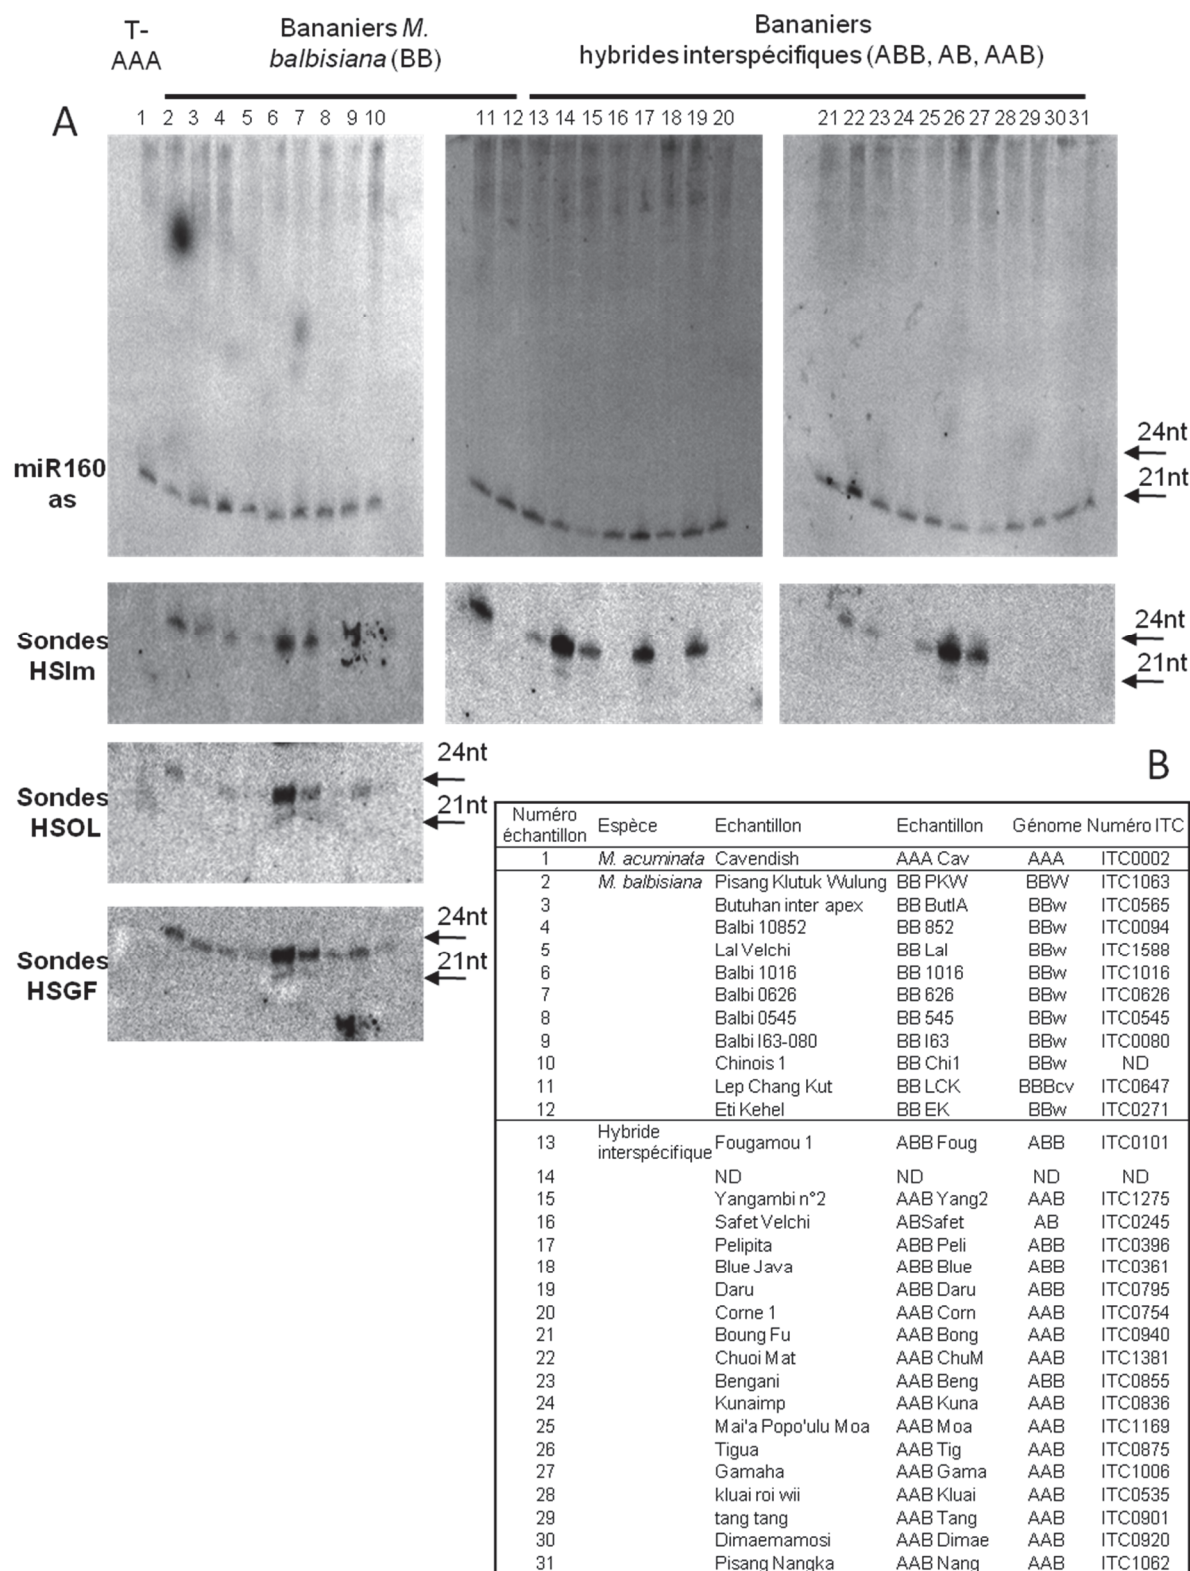 T-
AAA
Bananiers M.
balbisiana (BB)
Bananiers
hybrides interspécifiques (ABB, AB, AAB)
A
1 2 3 4 5 6 7 8 9 10
11 12 13 14 15 16 17 18 19 20
21 22 23 24 25 26 27 28 29 30 31
miR160
as
24nt
21nt
Sondes
HSIm
24nt
21nt
Sondes
HSOL
24nt
21nt
Sondes
HSGF
24nt
21nt
B
Numéro échantillon Espèce Echantillon Echantillon Génome Numéro ITC
1 M. acuminata Cavendish AAA Cav AAA ITC0002
2 M. balbisiana Pisang Klutuk Wulung BB PKW BBW ITC1063
3 Butuhan inter apex BB ButIA BBw ITC0565
4 Balbi 10852 BB 852 BBw ITC0094
5 Lal Velchi BB Lal BBw ITC1588
6 Balbi 1016 BB 1016 BBw ITC1016
7 Balbi 0626 BB 626 BBw ITC0626
8 Balbi 0545 BB 545 BBw ITC0545
9 Balbi I63-080 BB I63 BBw ITC0080
10 Chinois 1 BB Chi1 BBw ND
11 Lep Chang Kut BB LCK BBBcv ITC0647
12 Eti Kehel BB EK BBw ITC0271
13 Hybride interspécifique Fougamou 1 ABB Foug ABB ITC0101
14 ND ND ND ND
15 Yangambi n°2 AAB Yang2 AAB ITC1275
16 Safet Velchi ABSafet AB ITC0245
17 Pelipita ABB Peli ABB ITC0396
18 Blue Java ABB Blue ABB ITC0361
19 Daru ABB Daru ABB ITC0795
20 Corne 1 AAB Corn AAB ITC0754
21 Boung Fu AAB Bong AAB ITC0940
22 Chuoi Mat AAB ChuM AAB ITC1381
23 Bengani AAB Beng ABB ITC0855
24 Kunaimp AAB Kuna AAB ITC0836
25 Mai'a Popo'ulu Moa AAB Moa AAB ITC1169
26 Tigua AAB Tig AAB ITC0875
27 Gamaha AAB Gama AAB ITC1006
28 kluai roi wii AAB Kluai AAB ITC0535
29 tang tang AAB Tang AAB ITC0901
30 Dimaemamosi AAB Dimae AAB ITC0920
31 Pisang Nangka AAB Nang AAB ITC1062